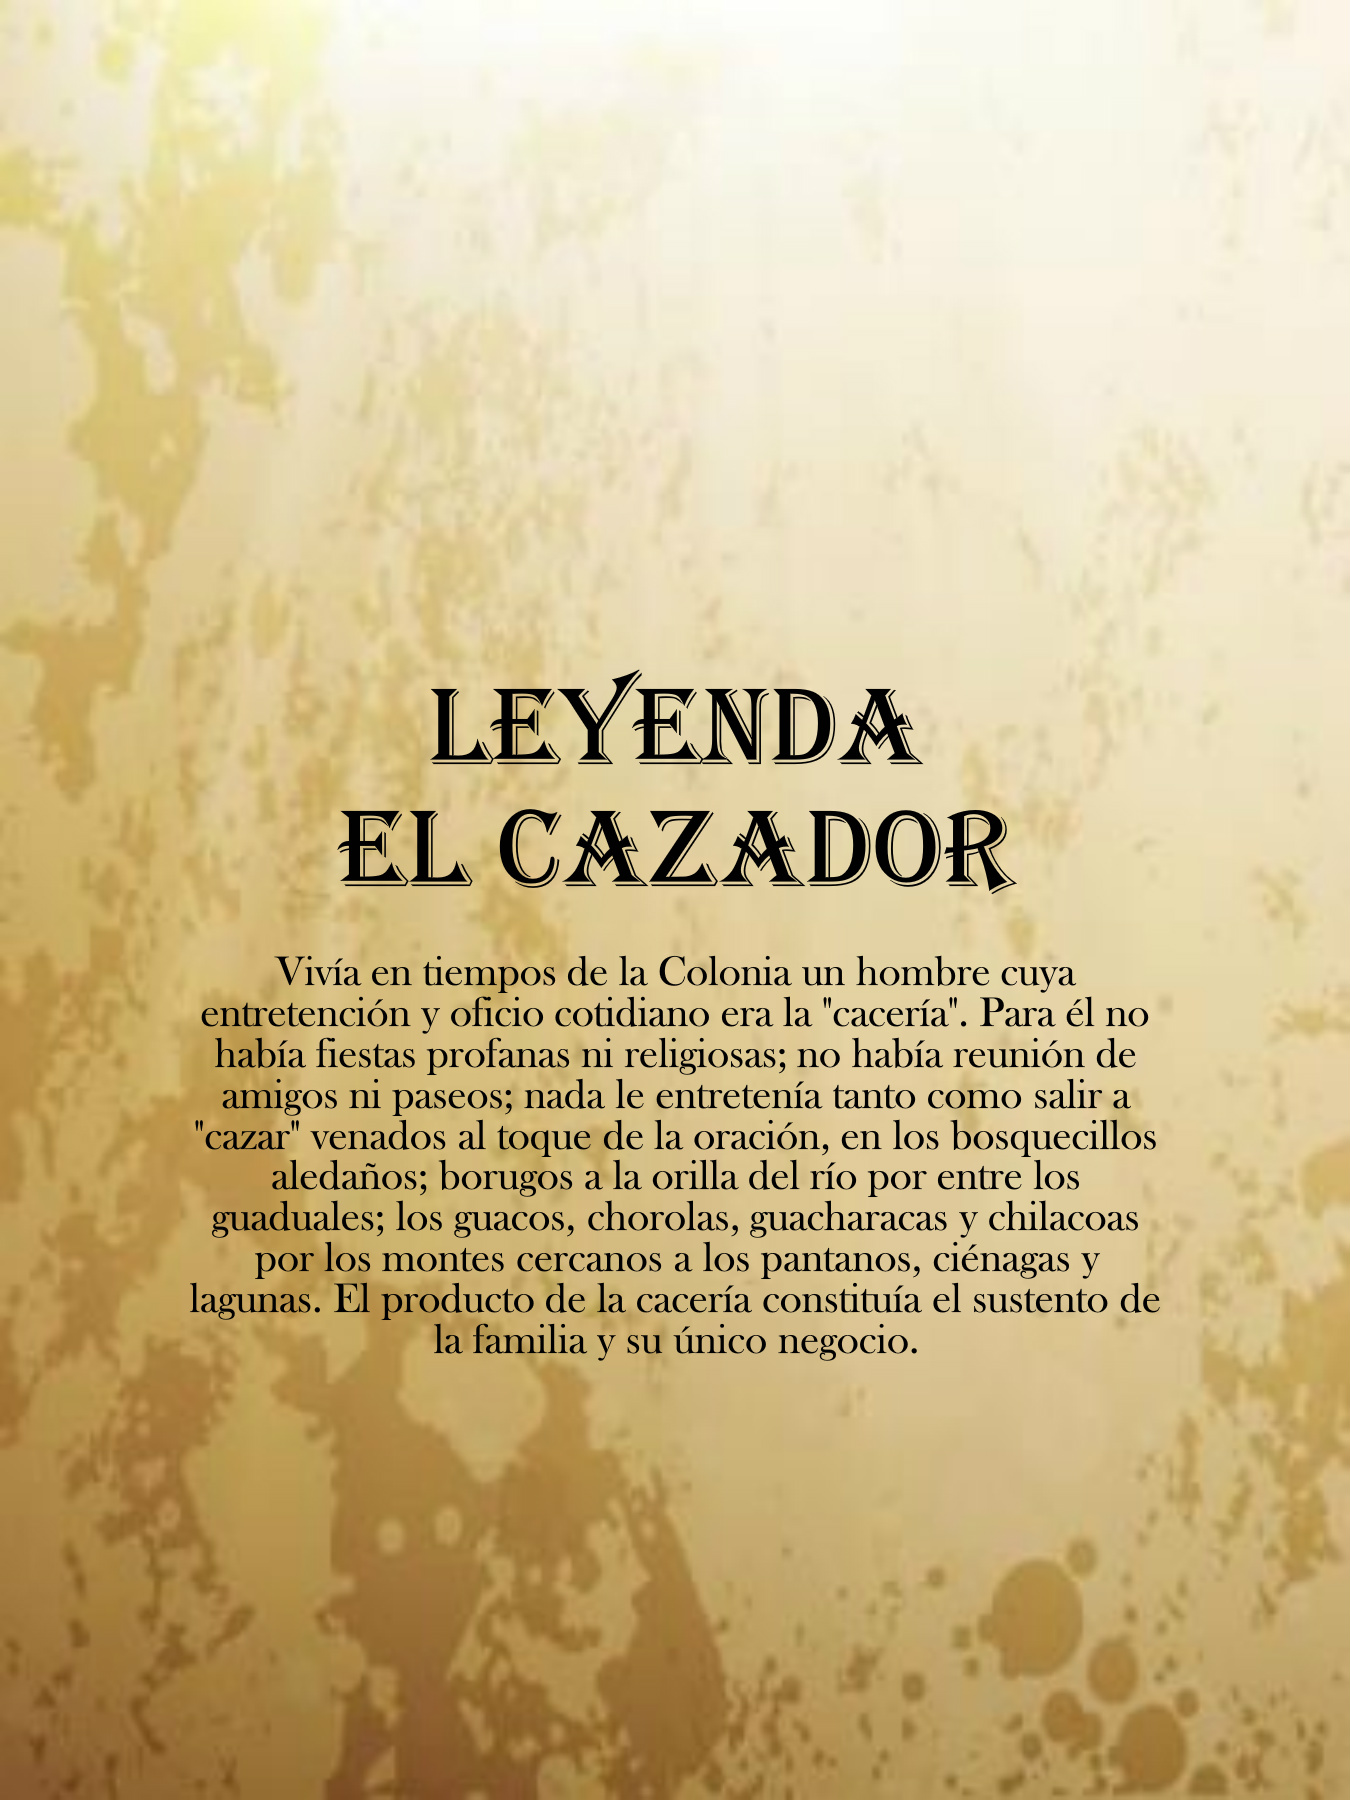 LEYENDA
EL CAZADOR
Vivía en tiempos de la Colonia un hombre cuya
entretención y oficio cotidiano era la "cacería". Para él no
había fiestas profanas ni religiosas; no había reunión de
amigos ni paseos; nada le entretenía tanto como salir a
"cazar" venados al toque de la oración, en los bosquecillos
aledaños; borugos a la orilla del río por entre los
guaduales; los guacos, chorolas, guacharacas y chilacoas
por los montes cercanos a los pantanos, ciénagas y
lagunas. El producto de la cacería constituía el sustento de
la familia y su único negocio.